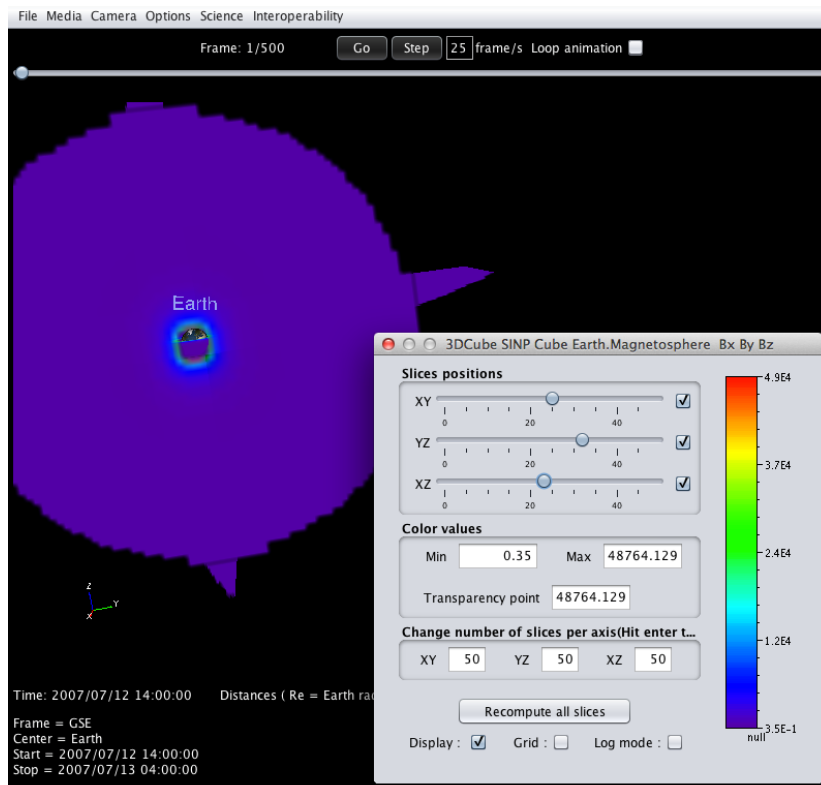 File Media Camera Options Science Interoperability
Frame: 1/500 Go Step 25 frame/s Loop animation
Earth
3DCube SINP Cube Earth.Magnetosphere Bx By Bz
Slices positions
XY
0 20 40
YZ
0 20 40
XZ
0 20 40
Color values
Min 0.35 Max 48764.129
Transparency point 48764.129
Change number of slices per axis(Hit enter t...
XY 50 YZ 50 XZ 50
Recompute all slices
Display : Grid : Log mode :
4.9E4
3.7E4
2.4E4
1.2E4
3.5E-1
null
Z
Y
X
Time: 2007/07/12 14:00:00 Distances ( Re = Earth rad
Frame = GSE
Center = Earth
Start = 2007/07/12 14:00:00
Stop = 2007/07/13 04:00:00